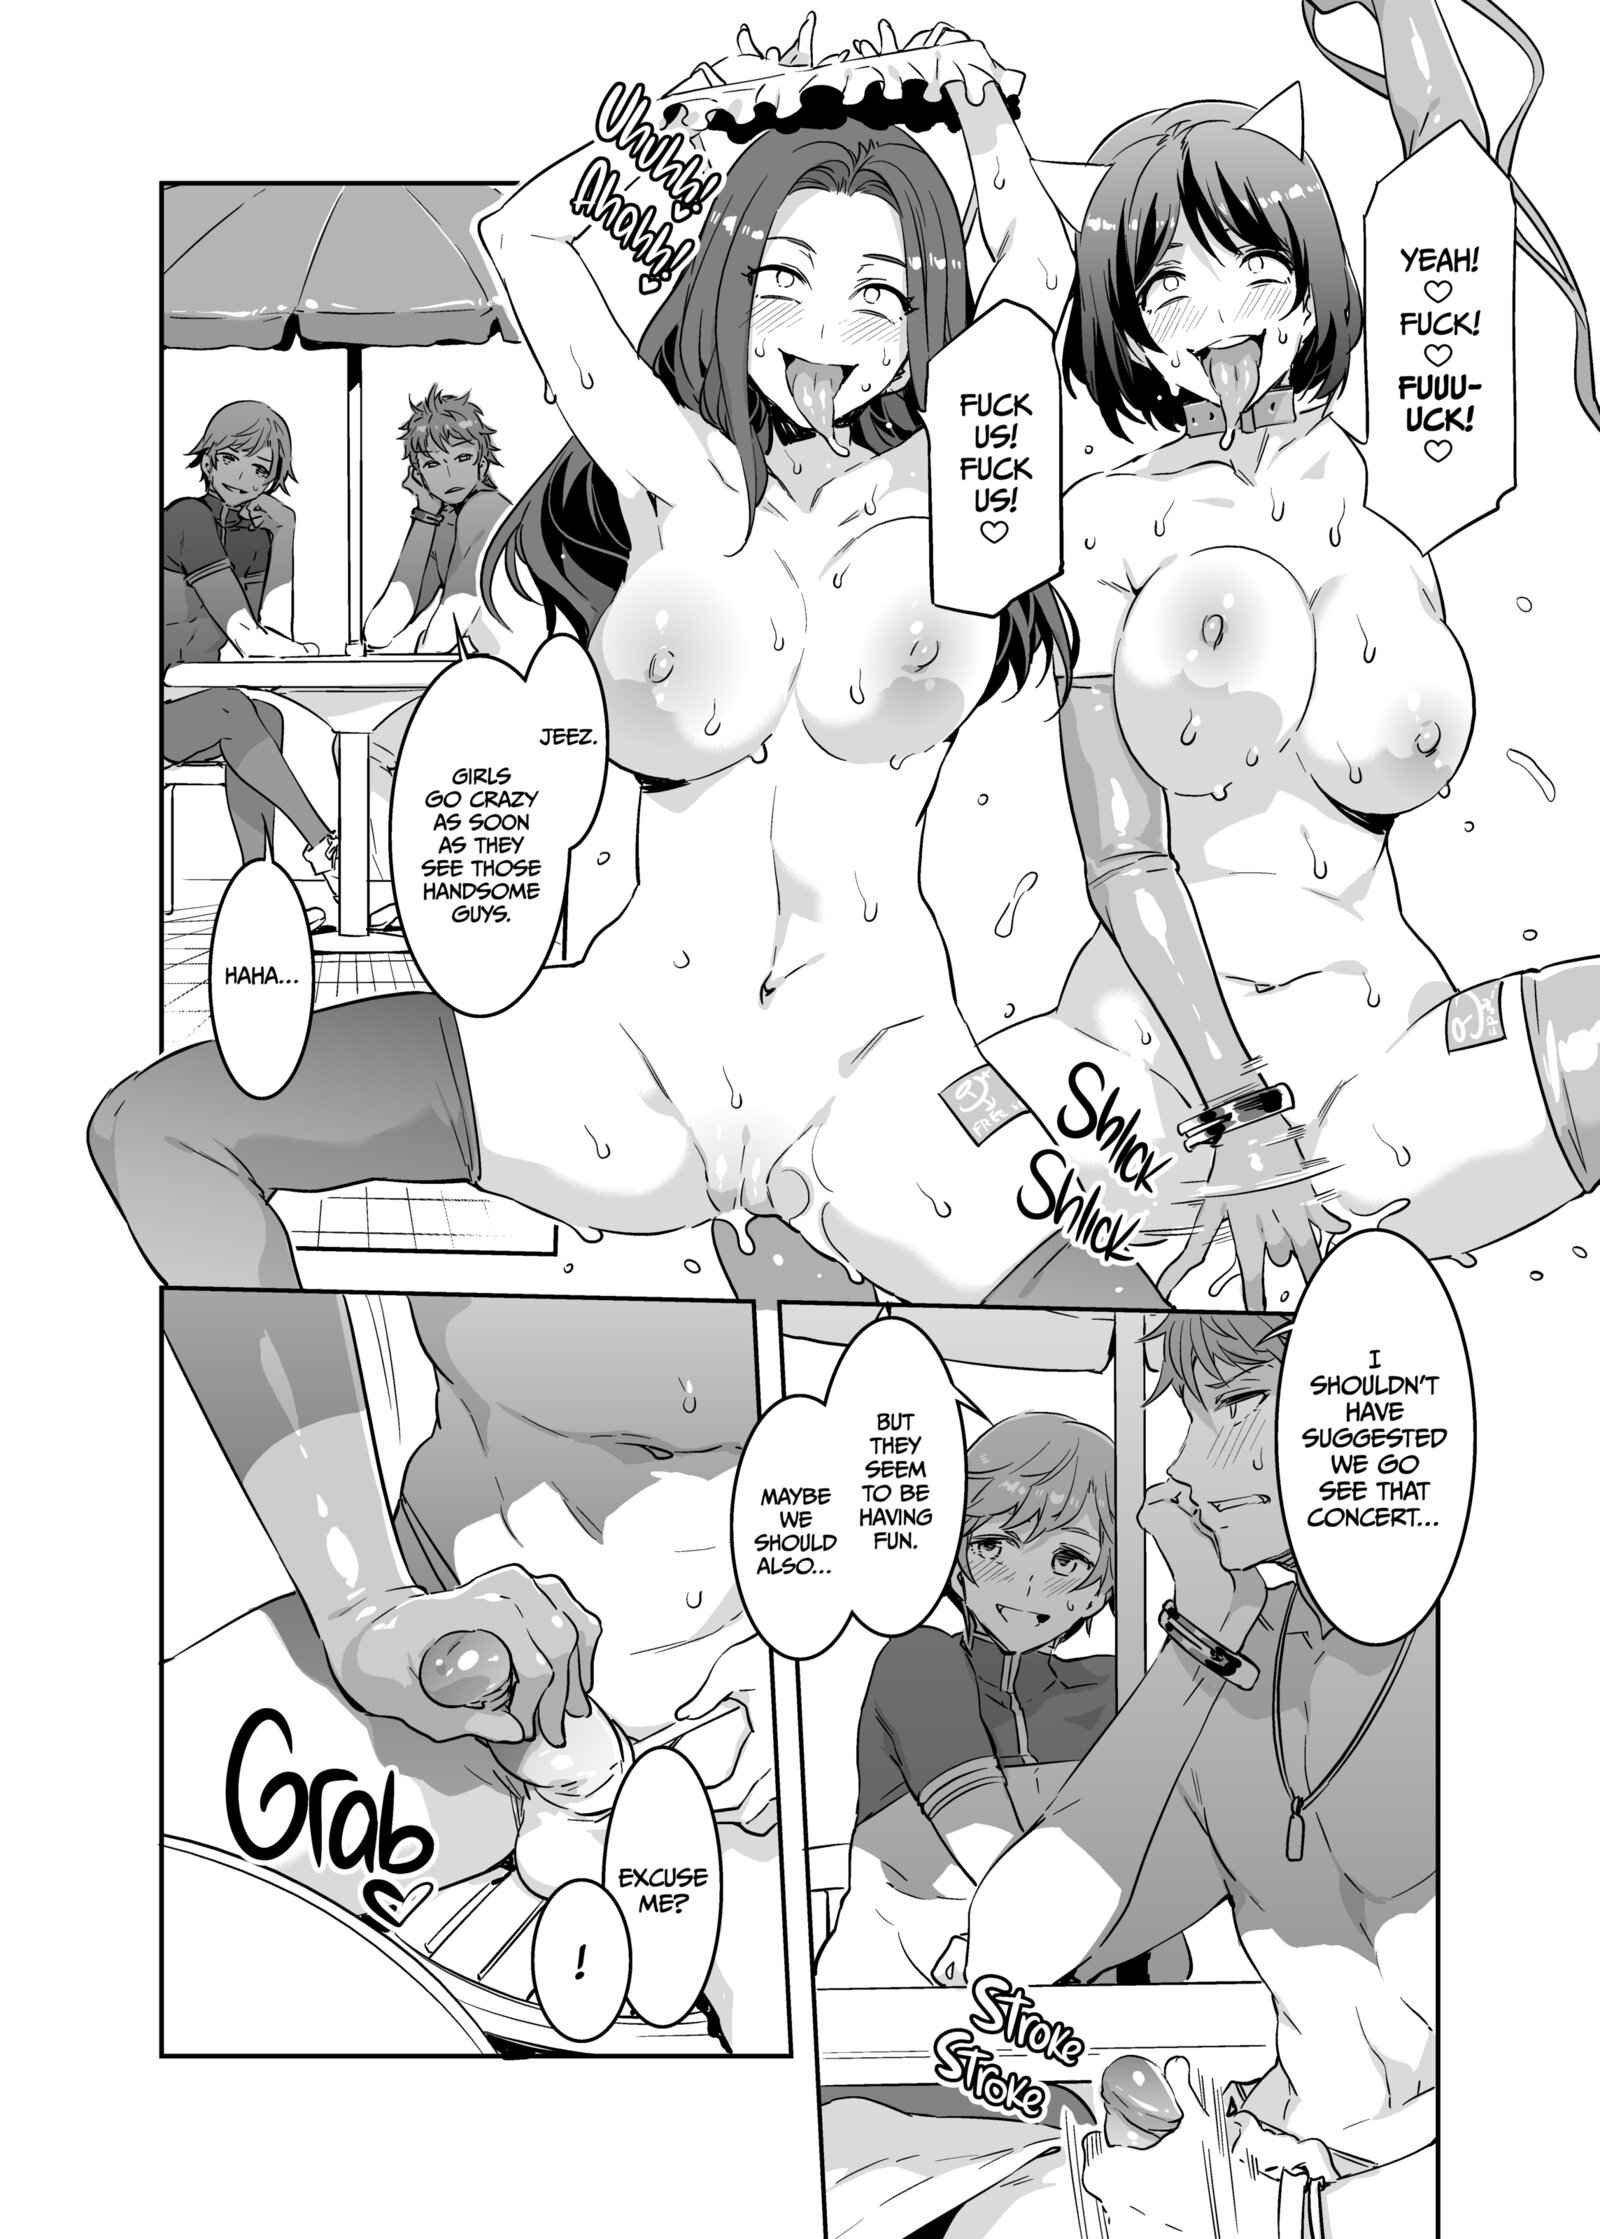 Uhuhh!♥
Ahahh!♥
YEAH!
♡
FUCK!
♡
FUUU-
UCK!
♡
FUCK
US!
FUCK
US!
♡
JEEZ.
GIRLS
GO CRAZY
AS SOON
AS THEY
SEE THOSE
HANDSOME
GUYS.
HAHA...
FREE
Shlick
Shlick
I
SHOULDN'T
HAVE
SUGGESTED
WE GO
SEE THAT
CONCERT...
BUT
THEY
SEEM
TO BE
HAVING
FUN.
MAYBE
WE
SHOULD
ALSO...
Stroke
Stroke
Grab
♡
EXCUSE
ME?
!